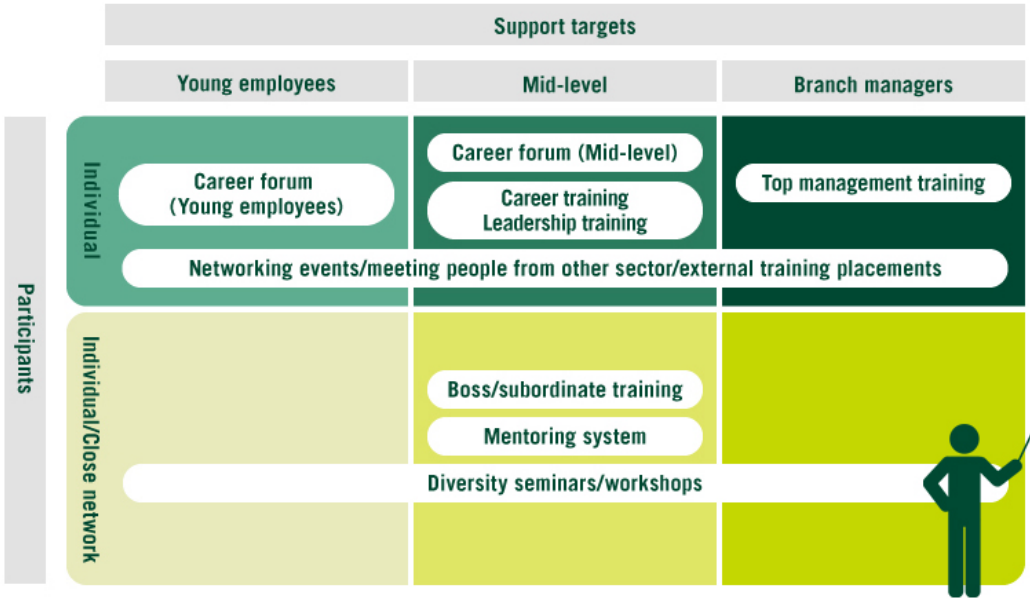 Support targets
Young employees
Mid-level
Branch managers
Participants
Individual
Career forum
(Young employees)
Career forum (Mid-level)
Career training
Leadership training
Top management training
Networking events/meeting people from other sector/external training placements
Individual/Close network
Boss/subordinate training
Mentoring system
Diversity seminars/workshops